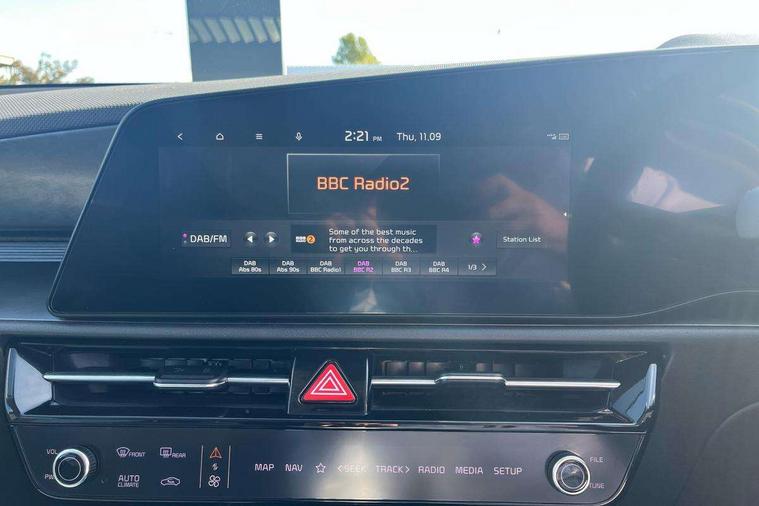 2:21 PM Thu, 11.09
BBC Radio2
DAB/FM
2
Some of the best music
from across the decades
to get you through th...
Station List
DAB
Abs 80s
DAB
Abs 90s
DAB
BBC Radio1
DAB
BBC R2
DAB
BBC R3
DAB
BBC R4
1/3
VOL
PWR
FRONT
REAR
AUTO
CLIMATE
MAP NAV <SEEK TRACK> RADIO MEDIA SETUP
FILE
TUNE